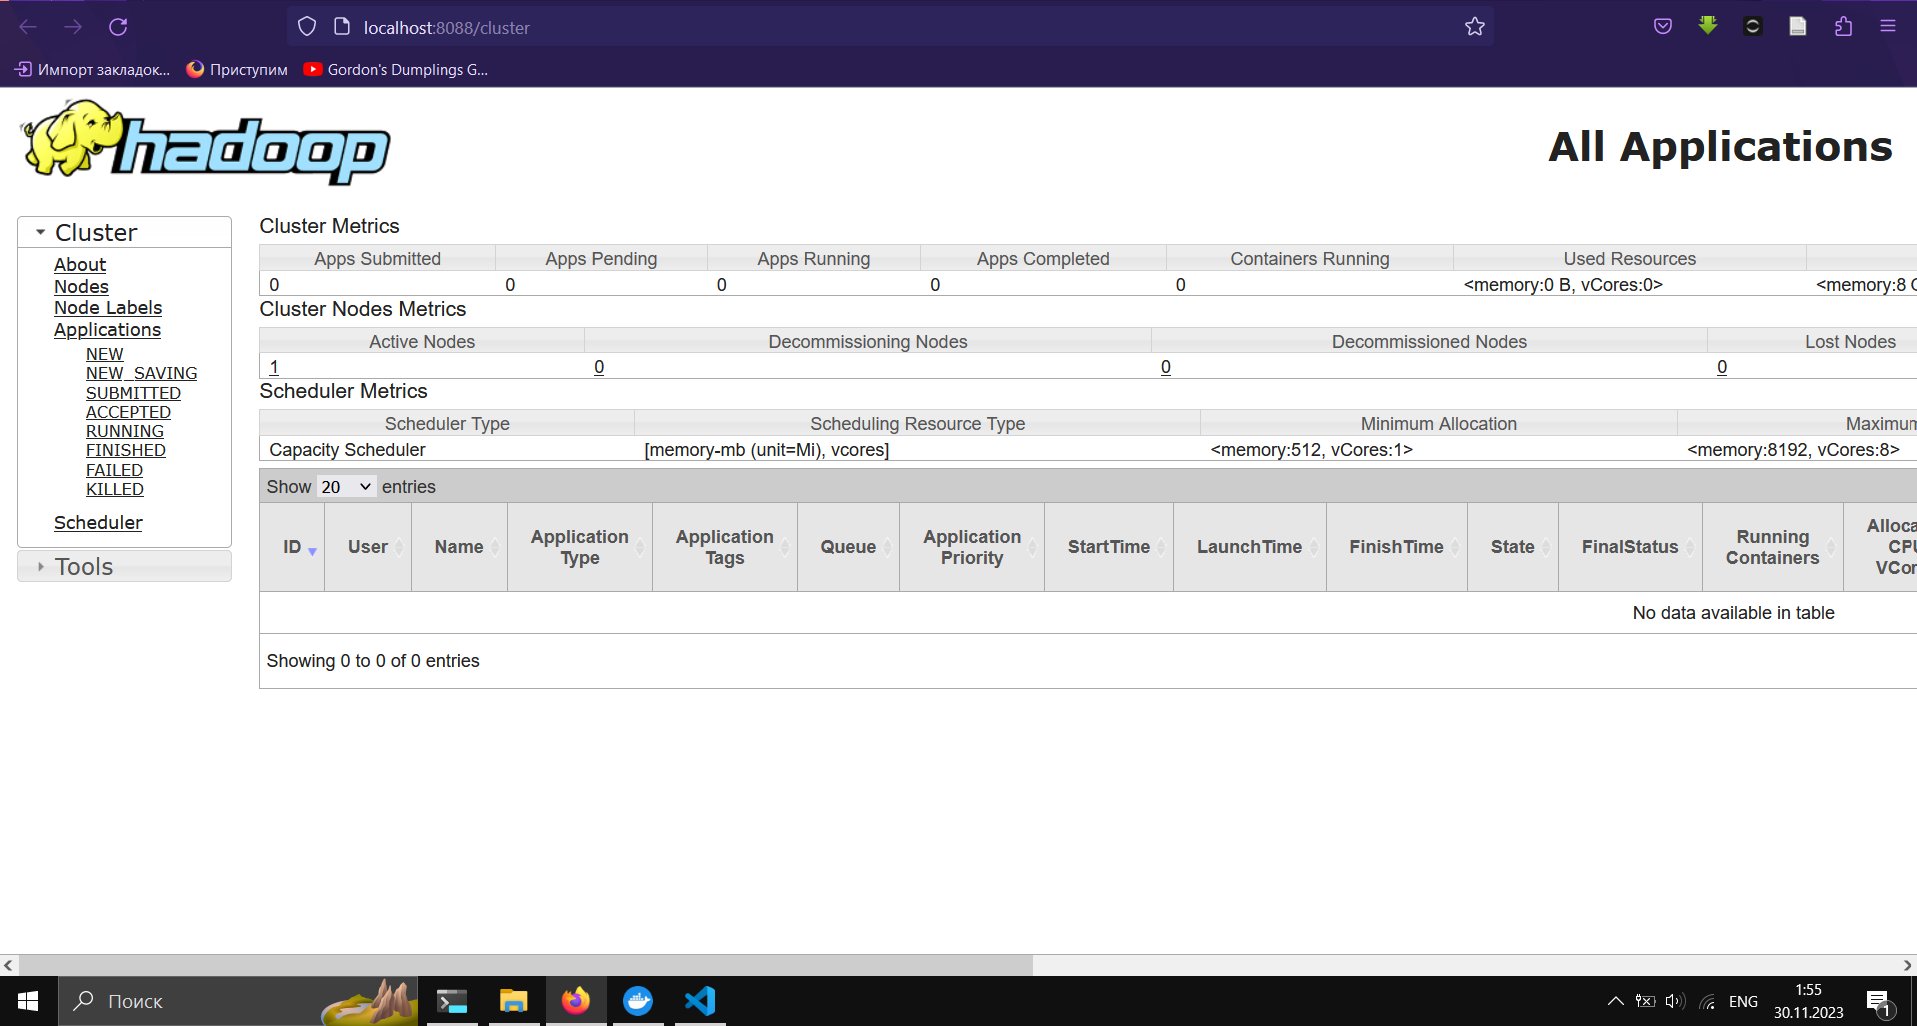 localhost:8088/cluster
Импорт закладок... Приступим Gordon's Dumplings G...
hadoop
All Applications
Cluster
About
Nodes
Node Labels
Applications
NEW
NEW_SAVING
SUBMITTED
ACCEPTED
RUNNING
FINISHED
FAILED
KILLED
Scheduler
Tools
Cluster Metrics
Apps Submitted Apps Pending Apps Running Apps Completed Containers Running Used Resources
0 0 0 0 0 <memory:0 B, vCores:0> <memory:8
Cluster Nodes Metrics
Active Nodes Decommissioning Nodes Decommissioned Nodes Lost Nodes
1 0 0 0
Scheduler Metrics
Scheduler Type Scheduling Resource Type Minimum Allocation Maximum
Capacity Scheduler [memory-mb (unit=Mi), vcores] <memory:512, vCores:1> <memory:8192, vCores:8>
Show 20 entries
ID User Name Application Type Application Tags Queue Application Priority StartTime LaunchTime FinishTime State FinalStatus Running Containers
No data available in table
Showing 0 to 0 of 0 entries
Поиск
ENG
1:55
30.11.2023
1